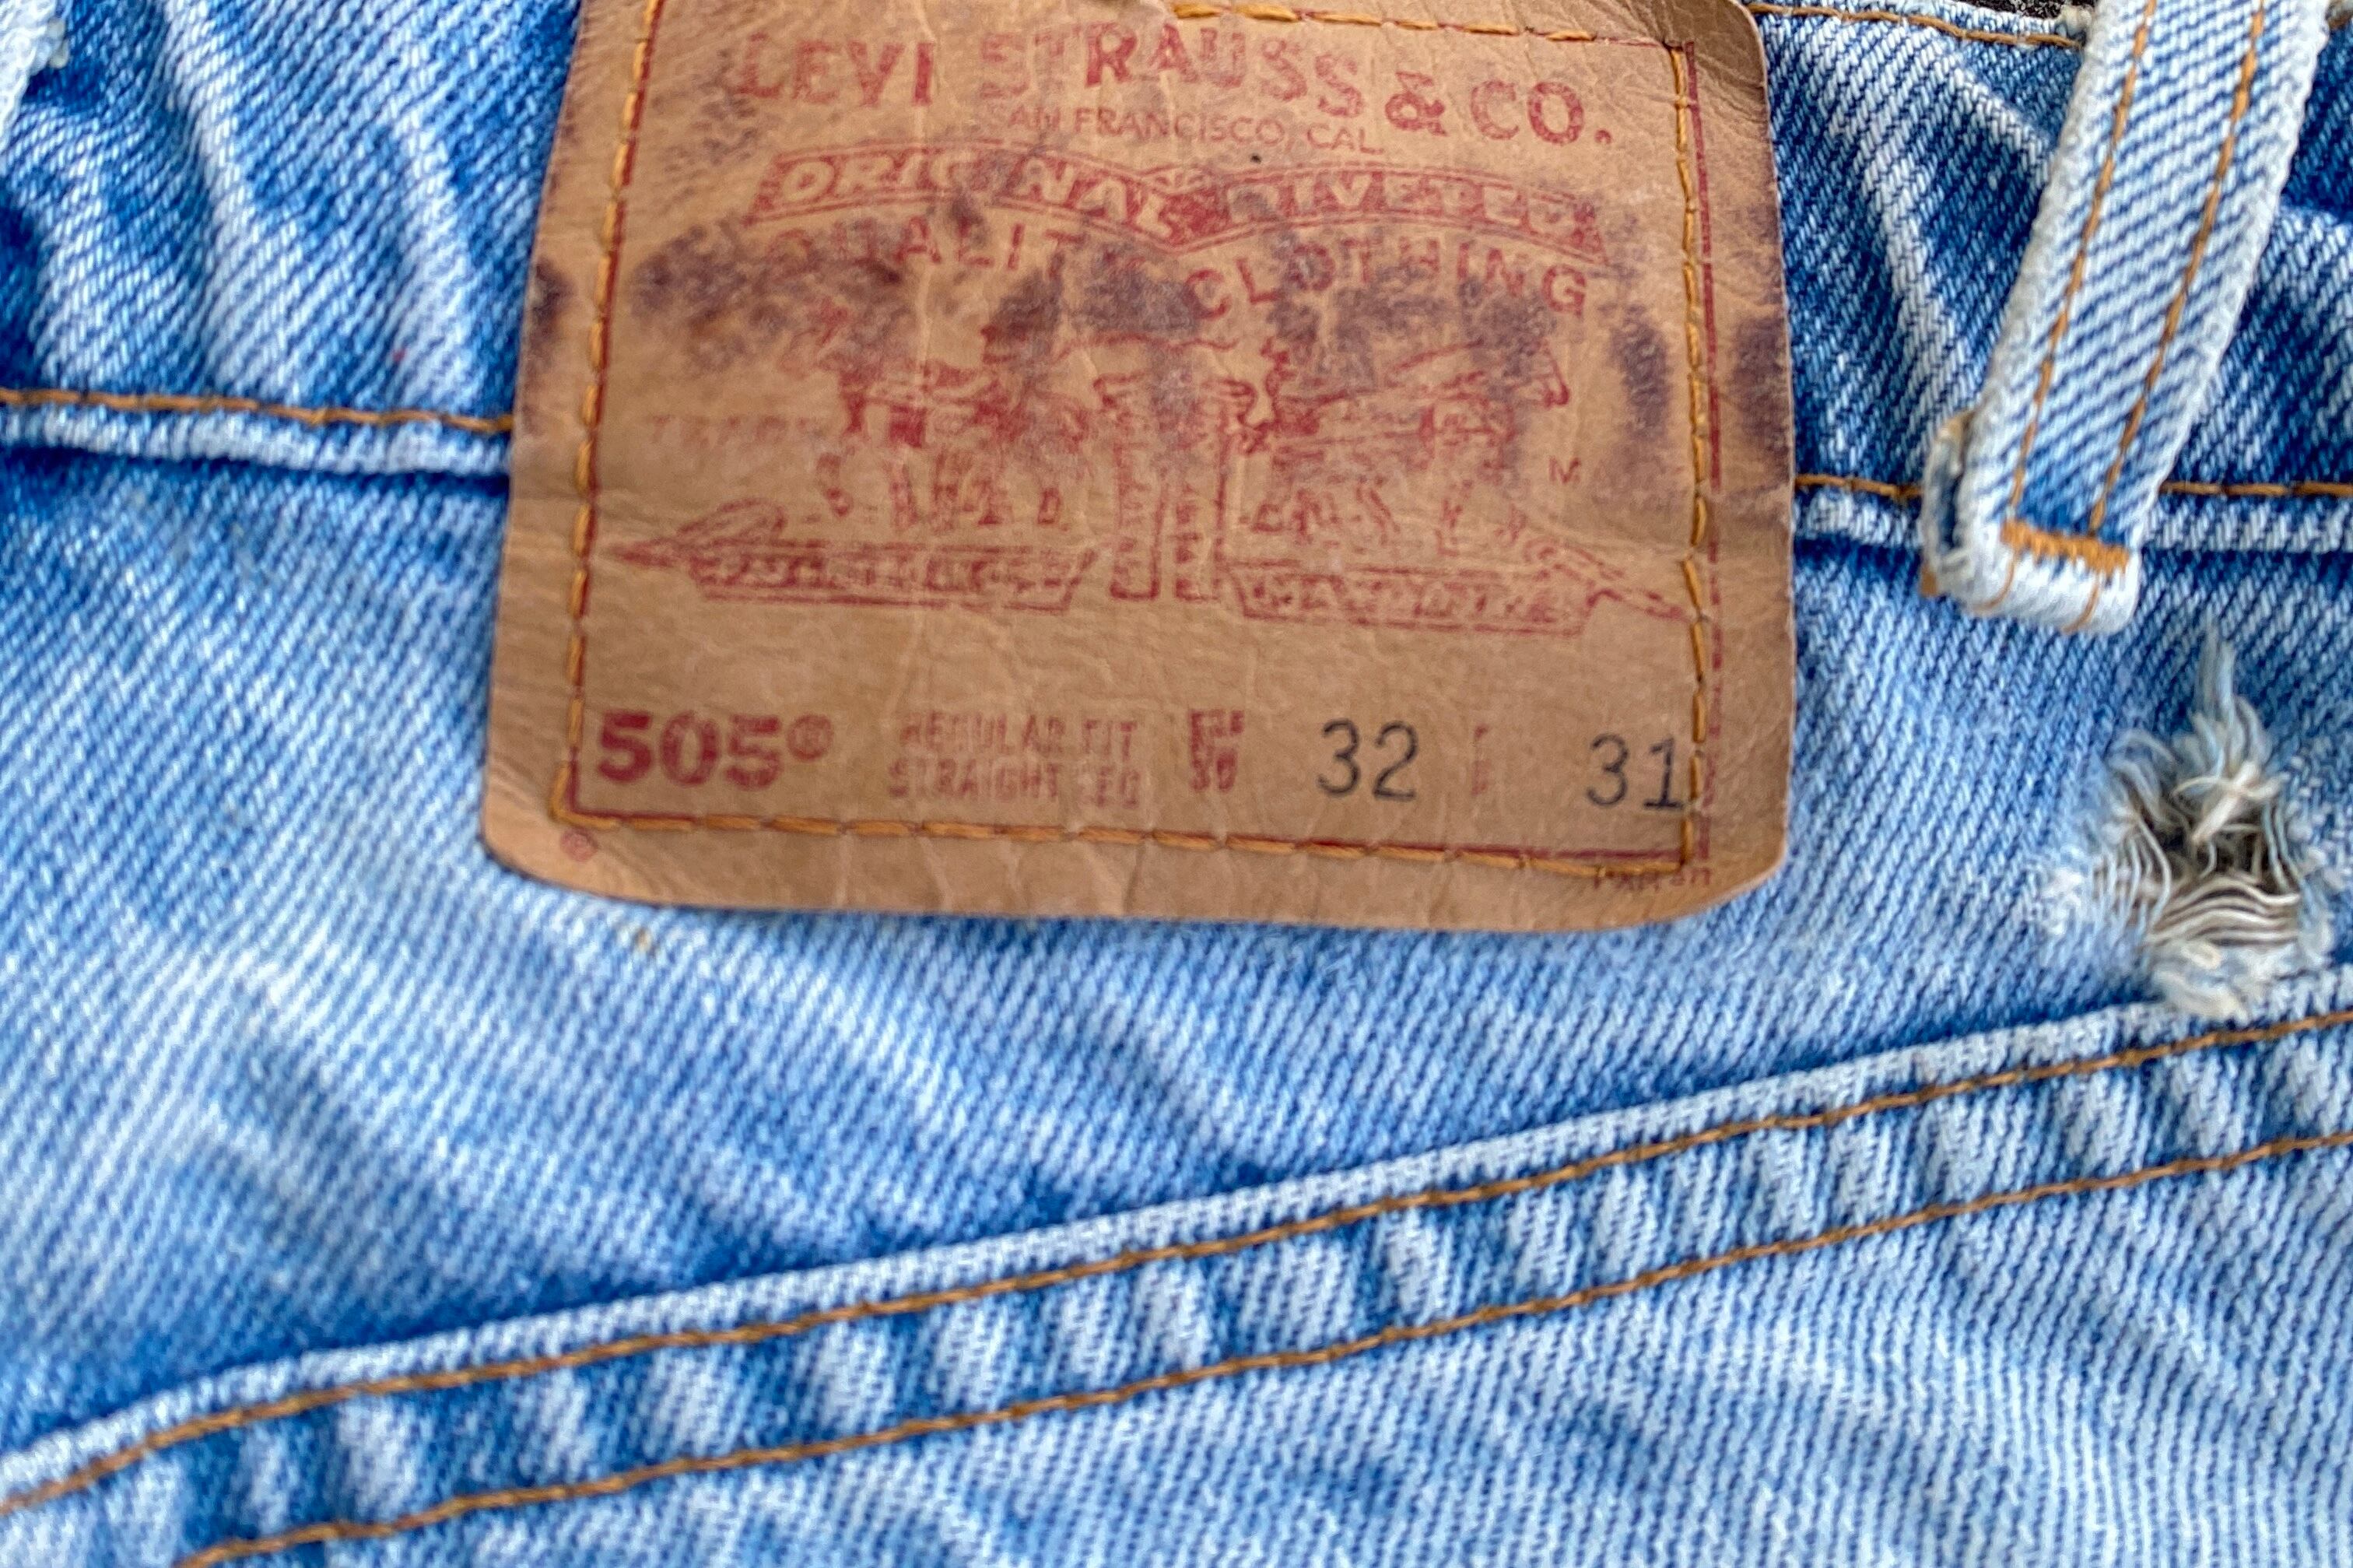 LEVI STRAUSS & CO.
SAN FRANCISCO, CAL.
ORIGINAL RIVETED
QUALITY CLOTHING
505® REGULAR FIT W 32 L 31
STRAIGHT LEG
®